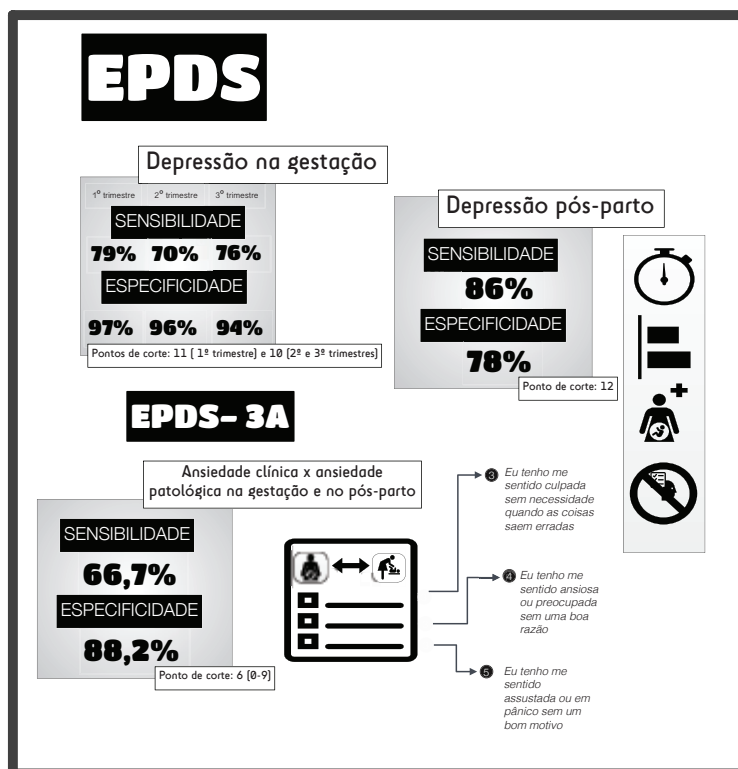 EPDS
Depressão na gestação
1º trimestre 2º trimestre 3º trimestre
SENSIBILIDADE
79% 70% 76%
ESPECIFICIDADE
97% 96% 94%
Pontos de corte: 11 ( 1º trimestre) e 10 (2º e 3º trimestres)
Depressão pós-parto
SENSIBILIDADE
86%
ESPECIFICIDADE
78%
Ponto de corte: 12
EPDS– 3A
Ansiedade clínica x ansiedade
patológica na gestação e no pós-parto
SENSIBILIDADE
66,7%
ESPECIFICIDADE
88,2%
Ponto de corte: 6 (0-9)
3 Eu tenho me
sentido culpada
sem necessidade
quando as coisas
saem erradas
4 Eu tenho me
sentido ansiosa
ou preocupada
sem uma boa
razão
5 Eu tenho me
sentido
assustada ou em
pânico sem um
bom motivo